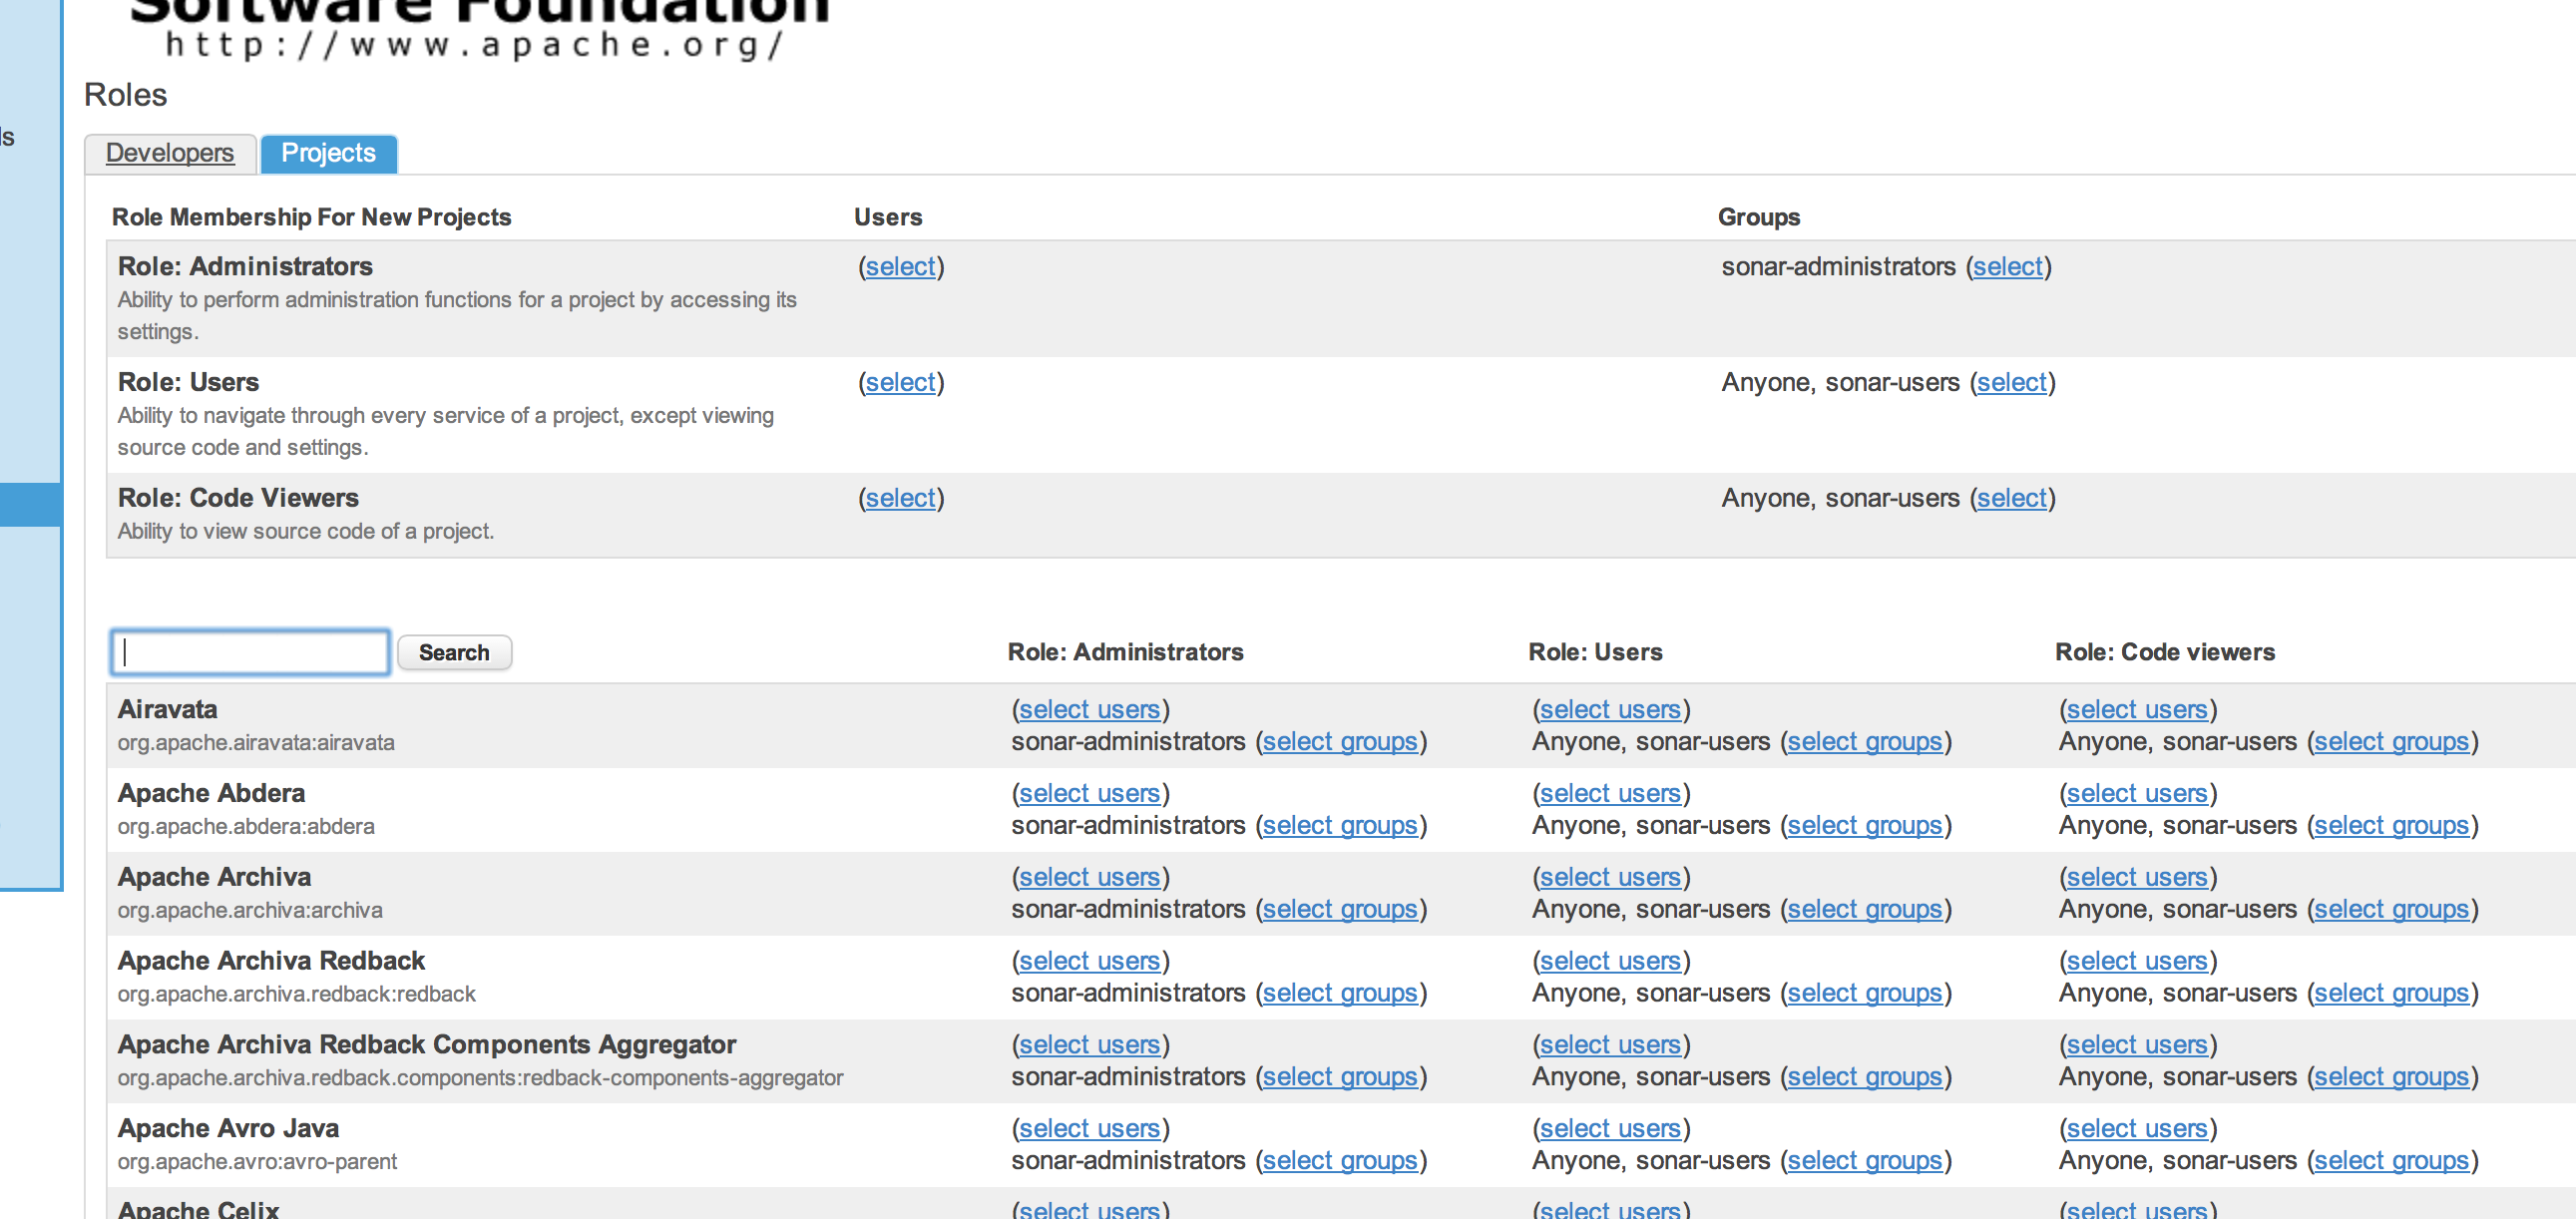 Software Foundation
http://www.apache.org/
Roles
ls
Developers Projects
Role Membership For New Projects Users Groups
Role: Administrators (select) sonar-administrators (select)
Ability to perform administration functions for a project by accessing its
settings.
Role: Users (select) Anyone, sonar-users (select)
Ability to navigate through every service of a project, except viewing
source code and settings.
Role: Code Viewers (select) Anyone, sonar-users (select)
Ability to view source code of a project.
Search Role: Administrators Role: Users Role: Code viewers
Airavata (select users) (select users) (select users)
org.apache.airavata:airavata sonar-administrators (select groups) Anyone, sonar-users (select groups) Anyone, sonar-users (select groups)
Apache Abdera (select users) (select users) (select users)
org.apache.abdera:abdera sonar-administrators (select groups) Anyone, sonar-users (select groups) Anyone, sonar-users (select groups)
Apache Archiva (select users) (select users) (select users)
org.apache.archiva:archiva sonar-administrators (select groups) Anyone, sonar-users (select groups) Anyone, sonar-users (select groups)
Apache Archiva Redback (select users) (select users) (select users)
org.apache.archiva.redback:redback sonar-administrators (select groups) Anyone, sonar-users (select groups) Anyone, sonar-users (select groups)
Apache Archiva Redback Components Aggregator (select users) (select users) (select users)
org.apache.archiva.redback.components:redback-components-aggregator sonar-administrators (select groups) Anyone, sonar-users (select groups) Anyone, sonar-users (select groups)
Apache Avro Java (select users) (select users) (select users)
org.apache.avro:avro-parent sonar-administrators (select groups) Anyone, sonar-users (select groups) Anyone, sonar-users (select groups)
Apache Celix (select users) (select users) (select users)